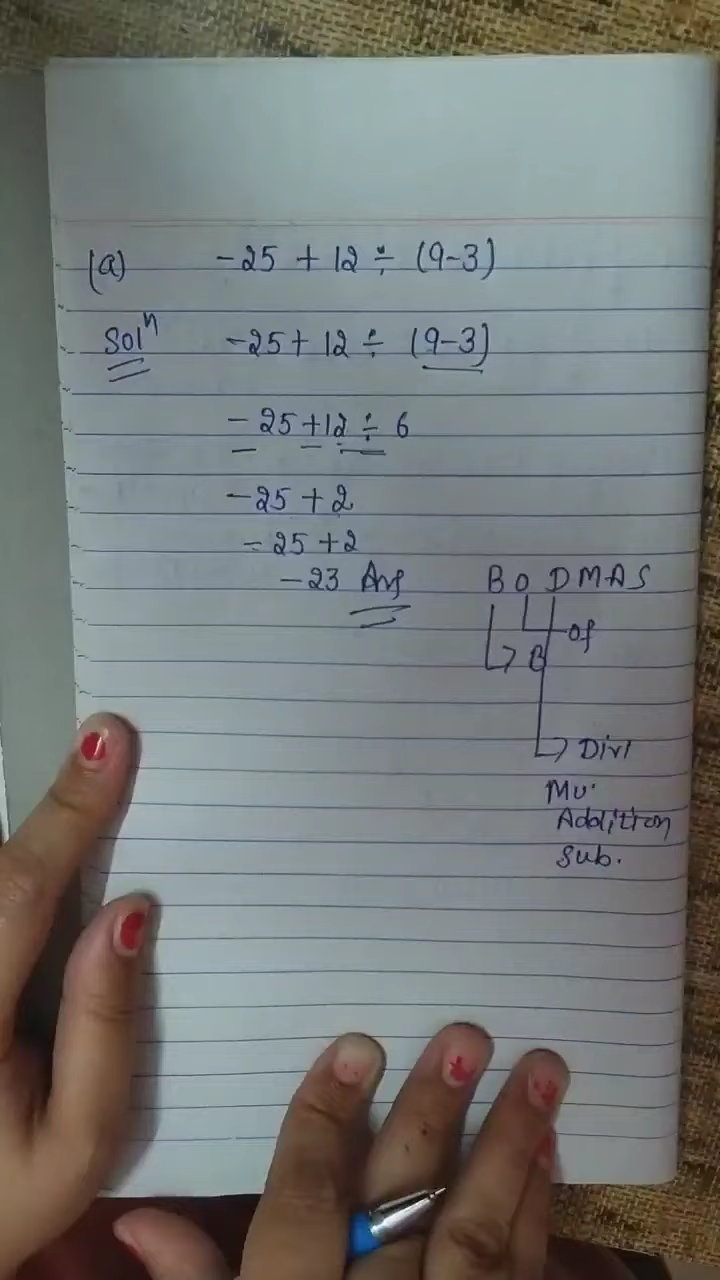 (a) -25 + 12 ÷ (9-3)
Solⁿ -25 + 12 ÷ (9-3)
- 25 +12 ÷ 6
-25 + 2
- 25 +2
-23 Ans
B O D M A S
of
B
Divi
Mu.
Addition
Sub.